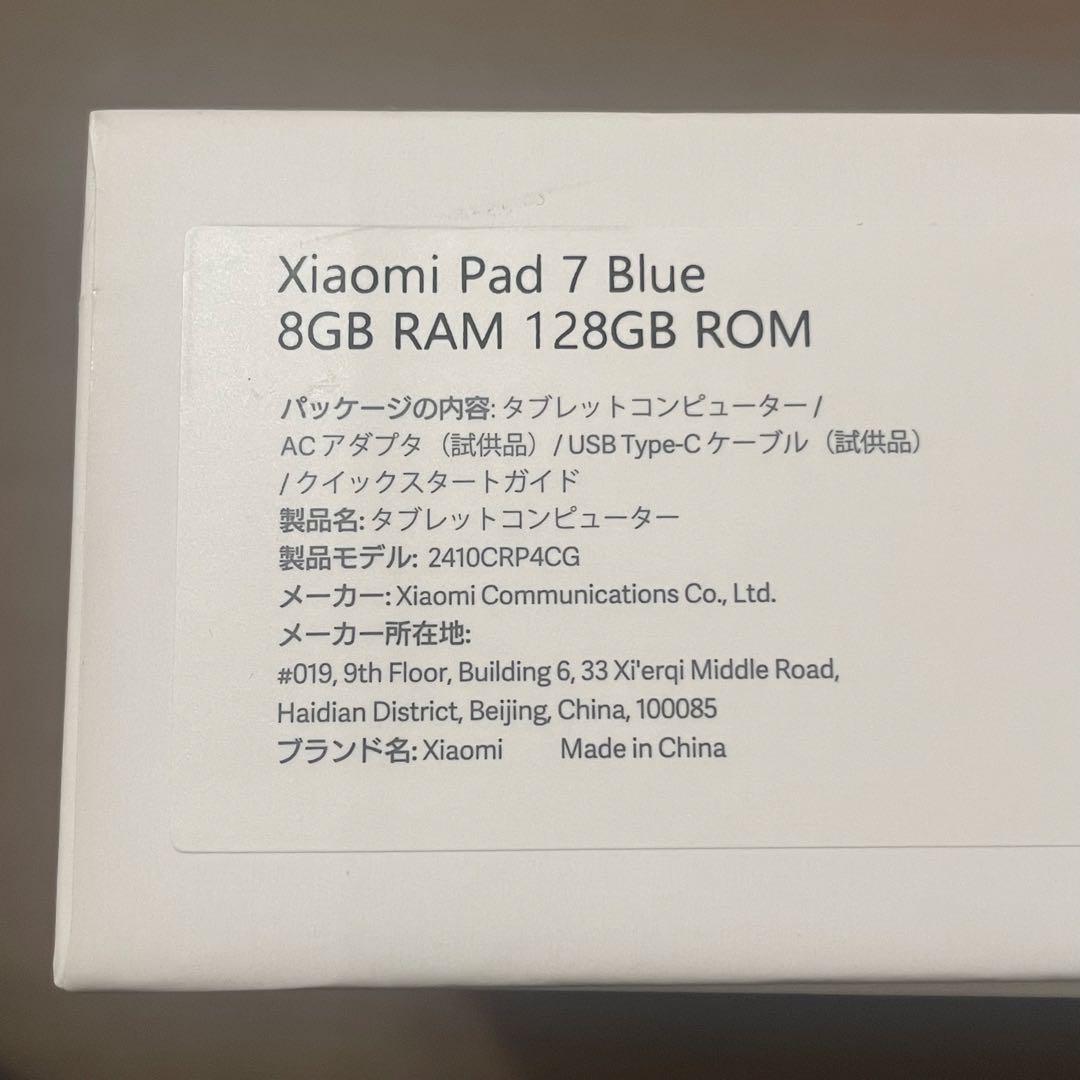 Xiaomi Pad 7 Blue
8GB RAM 128GB ROM
パッケージの内容: タブレットコンピューター /
AC アダプタ（試供品）/ USB Type-C ケーブル（試供品）
/ クイックスタートガイド
製品名: タブレットコンピューター
製品モデル: 2410CRP4CG
メーカー: Xiaomi Communications Co., Ltd.
メーカー所在地:
#019, 9th Floor, Building 6, 33 Xi'erqi Middle Road,
Haidian District, Beijing, China, 100085
ブランド名: Xiaomi Made in China